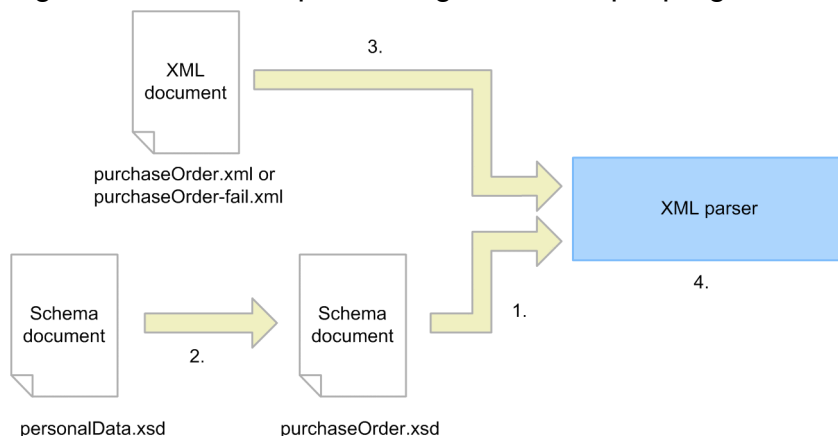 3.
XML
document
purchaseOrder.xml or
purchaseOrder-fail.xml
XML parser
4.
Schema
document
2.
Schema
document
1.
personalData.xsd
purchaseOrder.xsd